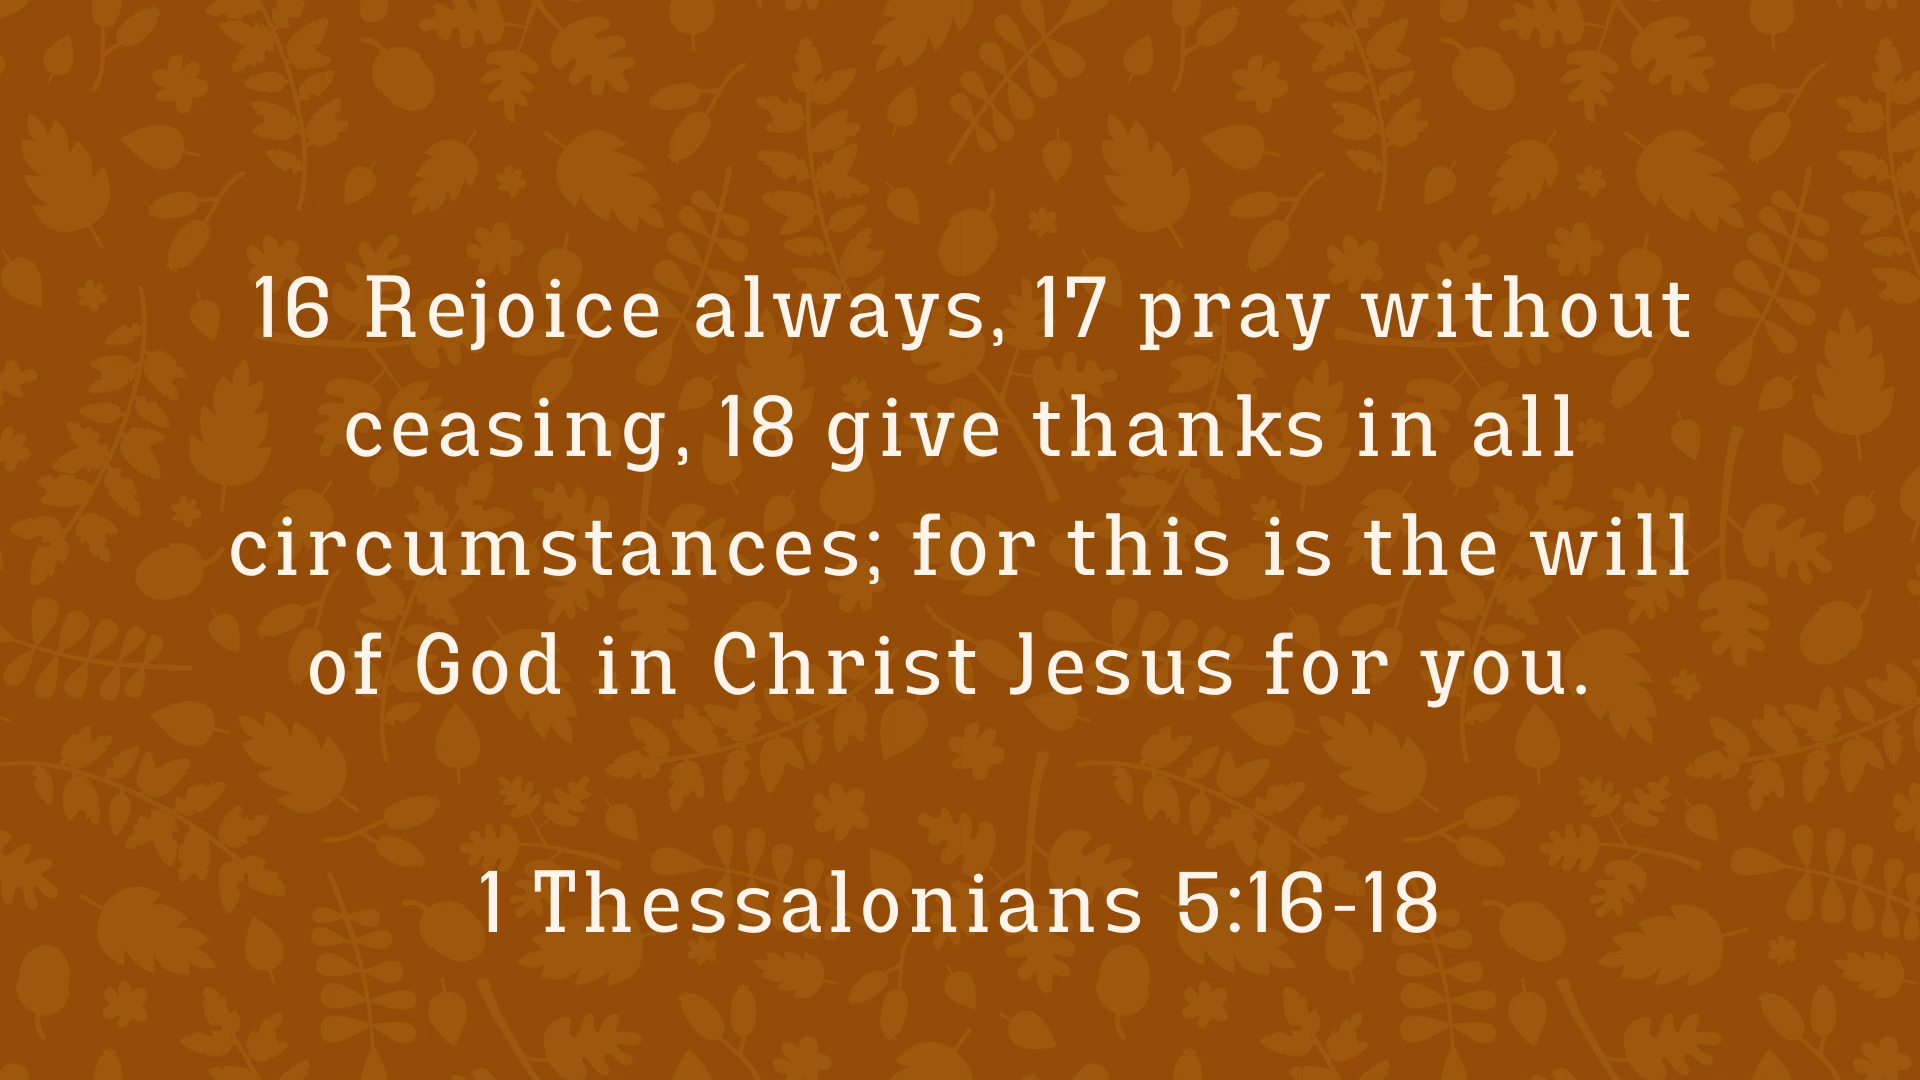 16 Rejoice always, 17 pray without
ceasing, 18 give thanks in all
circumstances; for this is the will
of God in Christ Jesus for you.
1 Thessalonians 5:16-18